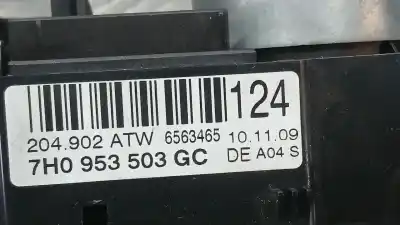 124
204.902 ATW 6563465 10.11.09
7H0 953 503 GC DE A04 S